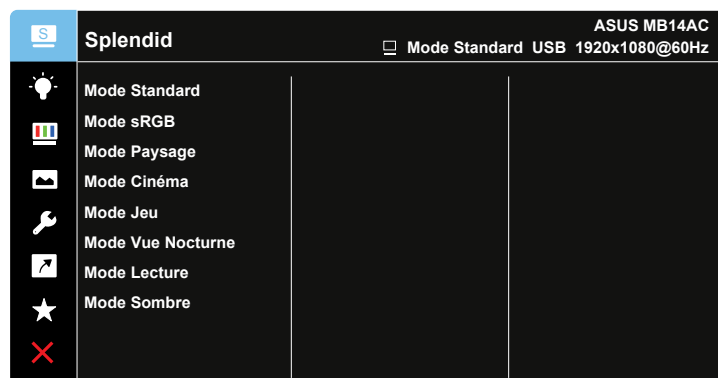 S
Splendid
ASUS MB14AC
Mode Standard USB 1920x1080@60Hz
Mode Standard
Mode sRGB
Mode Paysage
Mode Cinéma
Mode Jeu
Mode Vue Nocturne
Mode Lecture
Mode Sombre